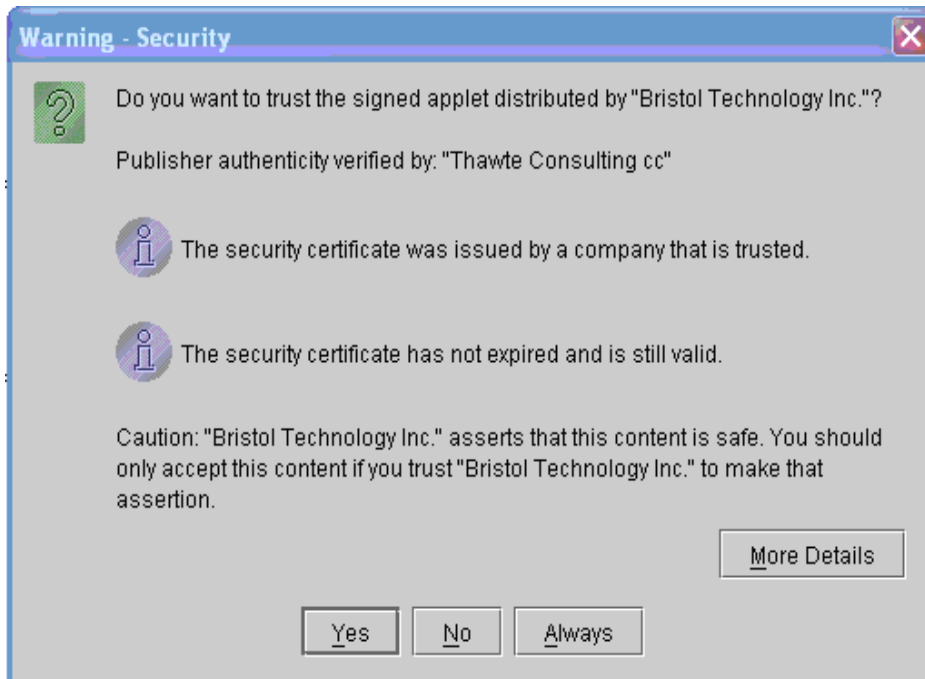 Warning - Security
Do you want to trust the signed applet distributed by "Bristol Technology Inc."?
Publisher authenticity verified by: "Thawte Consulting cc"
The security certificate was issued by a company that is trusted.
The security certificate has not expired and is still valid.
Caution: "Bristol Technology Inc." asserts that this content is safe. You should
only accept this content if you trust "Bristol Technology Inc." to make that
assertion.
More Details
Yes No Always